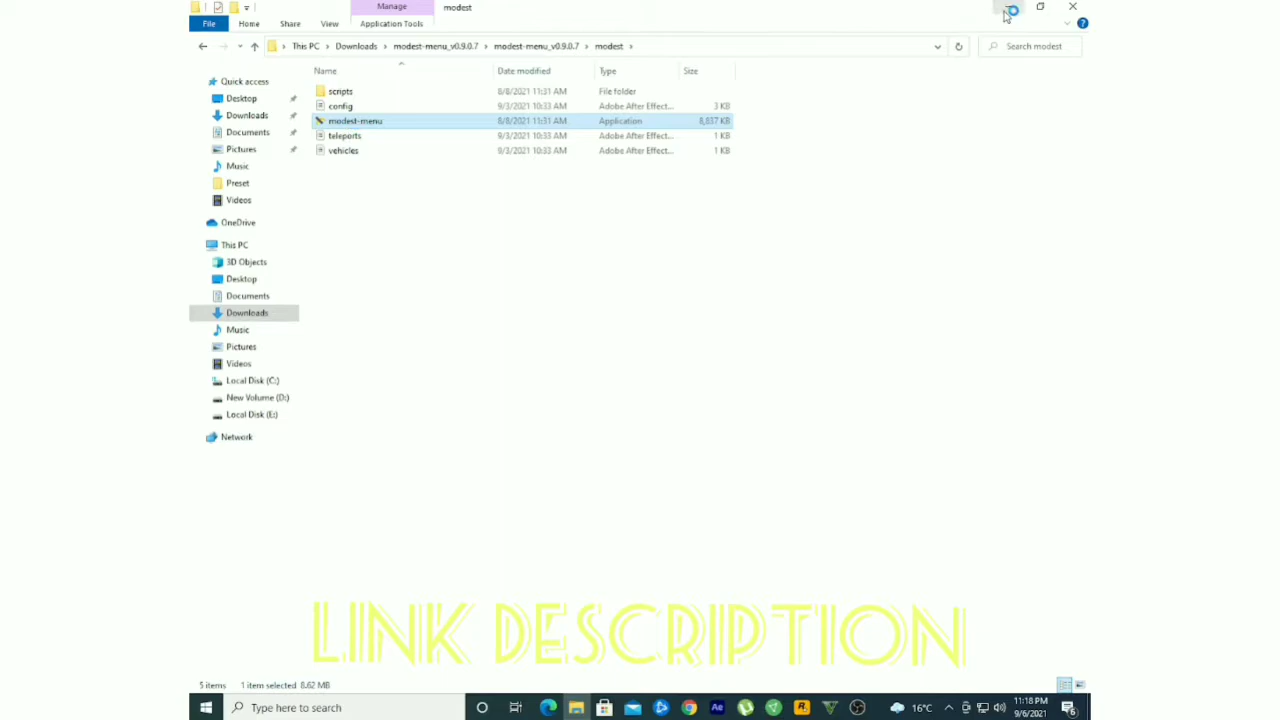 Manage modest
File Home Share View Application Tools
This PC Downloads modest-menu_v0.9.0.7 modest-menu_v0.9.0.7 modest Search modest
Name Date modified Type Size
Quick access
Desktop
Downloads
Documents
Pictures
Music
Preset
Videos
OneDrive
This PC
3D Objects
Desktop
Documents
Downloads
Music
Pictures
Videos
Local Disk (C:)
New Volume (D:)
Local Disk (E:)
Network
scripts 8/8/2021 11:31 AM File folder
config 9/3/2021 10:33 AM Adobe After Effect... 3 KB
modest-menu 8/8/2021 11:31 AM Application 8,837 KB
teleports 9/3/2021 10:33 AM Adobe After Effect... 1 KB
vehicles 9/3/2021 10:33 AM Adobe After Effect... 1 KB
LINK DESCRIPTION
5 items 1 item selected 8.62 MB
Type here to search Ae R 16°C 11:18 PM
9/6/2021 6